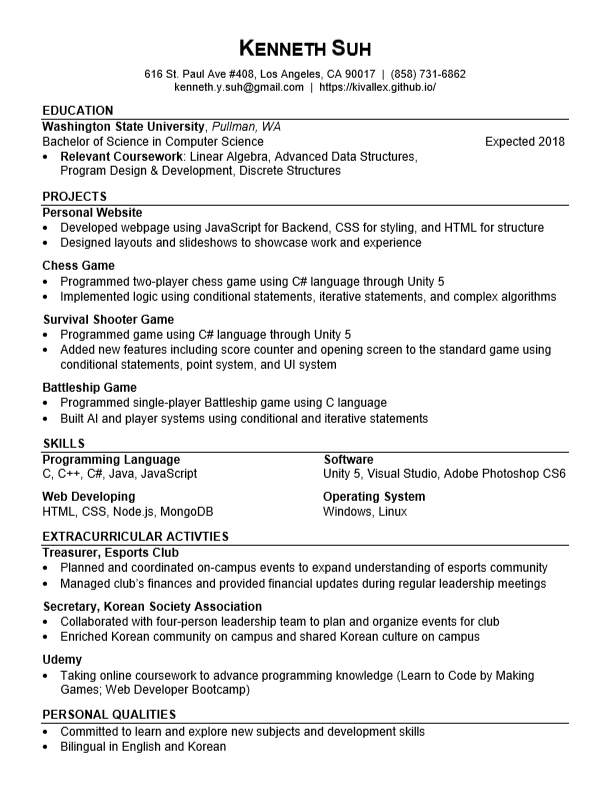 KENNETH SUH
616 St. Paul Ave #408, Los Angeles, CA 90017 | (858) 731-6862
kenneth.y.suh@gmail.com | https://kivallex.github.io/
EDUCATION
Washington State University, Pullman, WA
Bachelor of Science in Computer Science Expected 2018
• Relevant Coursework: Linear Algebra, Advanced Data Structures,
Program Design & Development, Discrete Structures
PROJECTS
Personal Website
• Developed webpage using JavaScript for Backend, CSS for styling, and HTML for structure
• Designed layouts and slideshows to showcase work and experience
Chess Game
• Programmed two-player chess game using C# language through Unity 5
• Implemented logic using conditional statements, iterative statements, and complex algorithms
Survival Shooter Game
• Programmed game using C# language through Unity 5
• Added new features including score counter and opening screen to the standard game using
conditional statements, point system, and UI system
Battleship Game
• Programmed single-player Battleship game using C language
• Built AI and player systems using conditional and iterative statements
SKILLS
Programming Language Software
C, C++, C#, Java, JavaScript Unity 5, Visual Studio, Adobe Photoshop CS6
Web Developing Operating System
HTML, CSS, Node.js, MongoDB Windows, Linux
EXTRACURRICULAR ACTIVTIES
Treasurer, Esports Club
• Planned and coordinated on-campus events to expand understanding of esports community
• Managed club's finances and provided financial updates during regular leadership meetings
Secretary, Korean Society Association
• Collaborated with four-person leadership team to plan and organize events for club
• Enriched Korean community on campus and shared Korean culture on campus
Udemy
• Taking online coursework to advance programming knowledge (Learn to Code by Making
Games; Web Developer Bootcamp)
PERSONAL QUALITIES
• Committed to learn and explore new subjects and development skills
• Bilingual in English and Korean